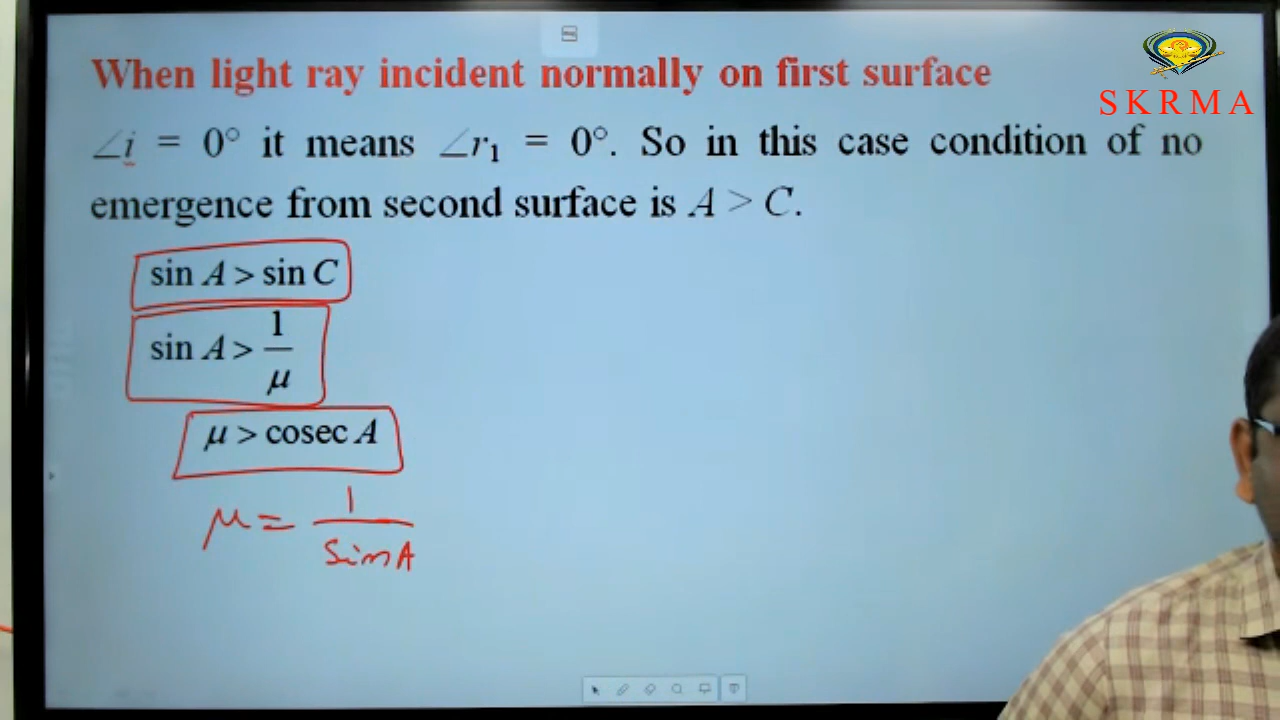 When light ray incident normally on first surface
SKRMA
∠i = 0° it means ∠r₁ = 0°. So in this case condition of no
emergence from second surface is A > C.
sin A > sin C
sin A > 1/μ
μ > cosec A
μ = 1/sin A